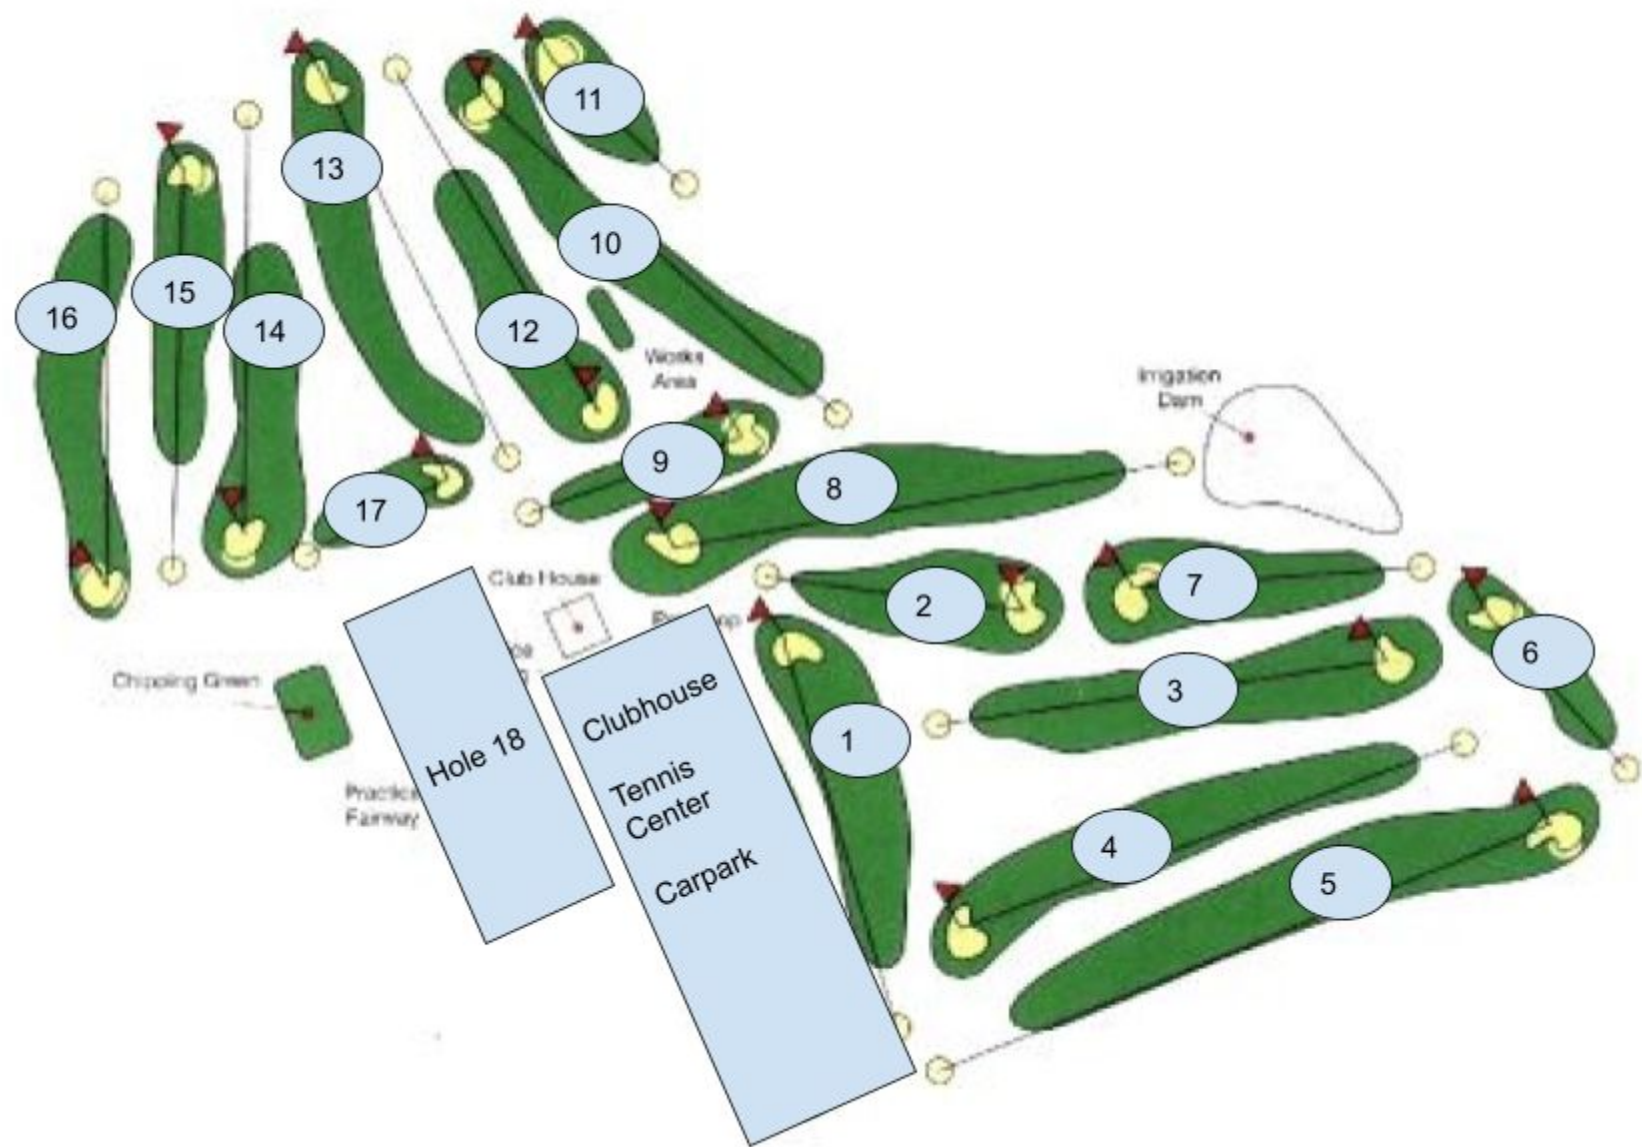 11
13
10
15
16
14
12
Works
Area
Irrigation
Dam
9
8
17
Club House
7
2
6
Chipping Green
3
Clubhouse
1
Hole 18
Tennis
Center
Practice
Fairway
4
Carpark
5